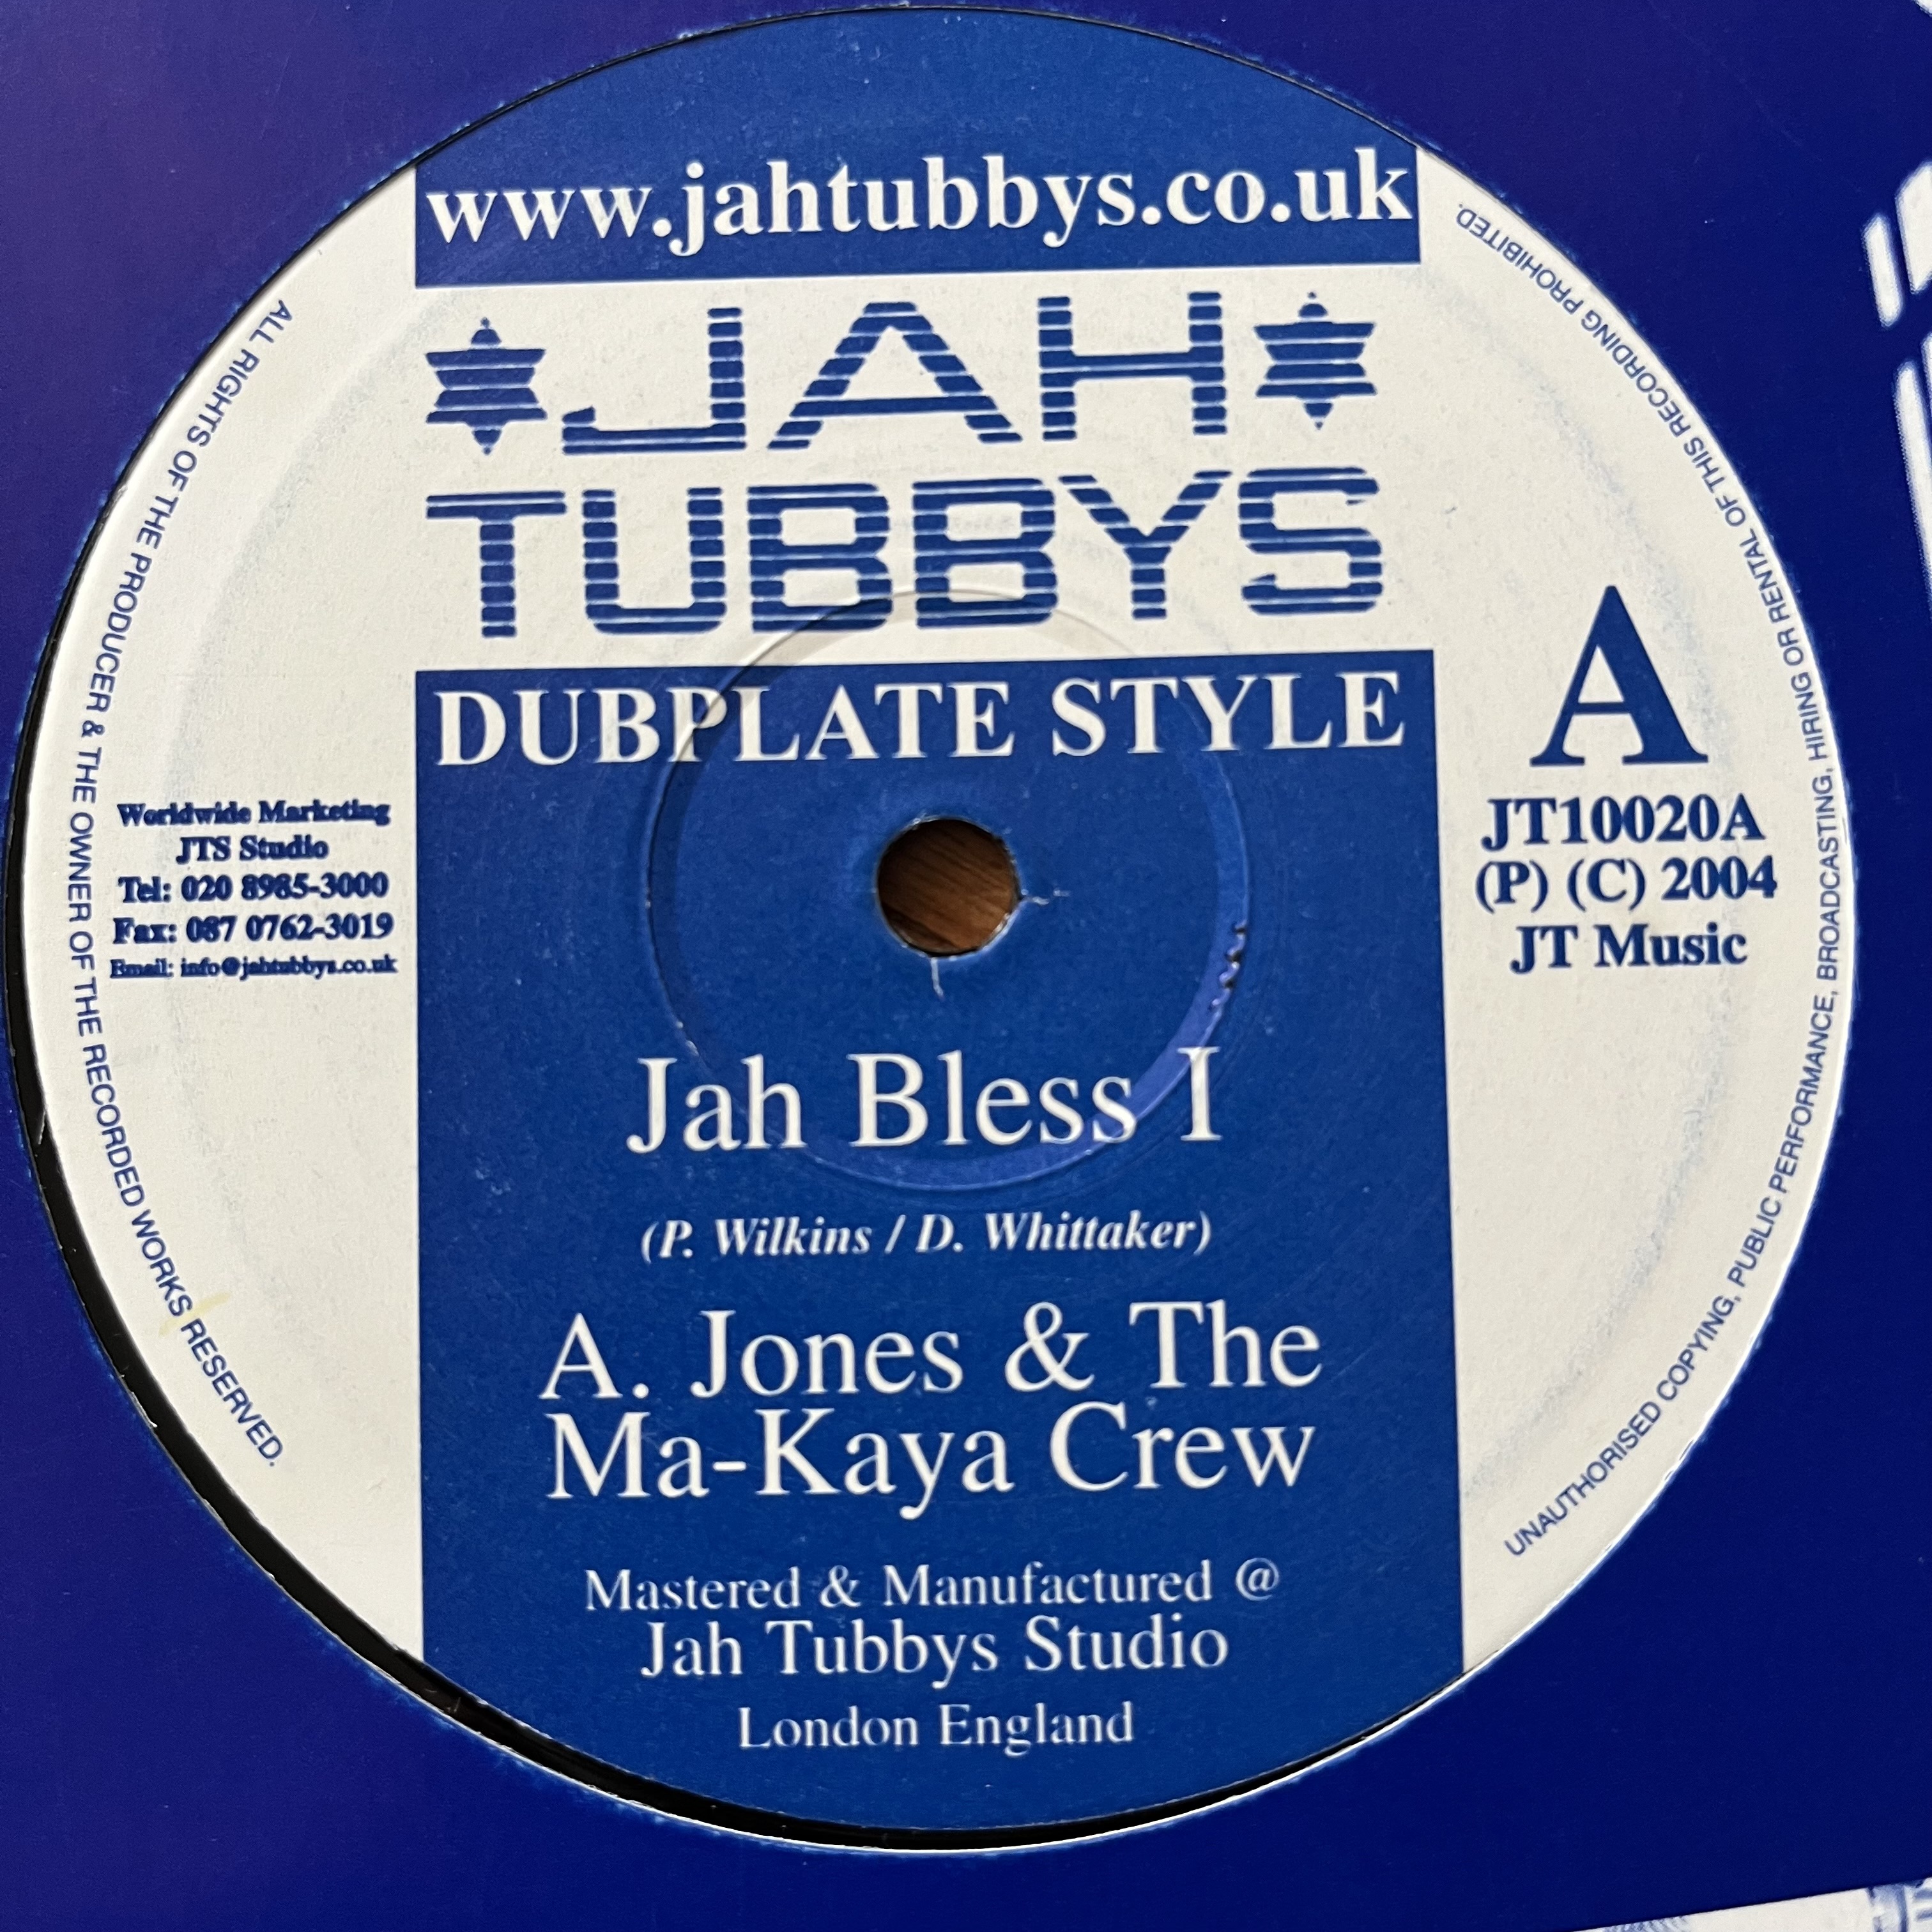 www.jahtubbys.co.uk
JAH
TUBBYS
DUBPLATE STYLE
A
JT10020A
(P) (C) 2004
JT Music
Worldwide Marketing
JTS Studio
Tel: 020 8985-3000
Fax: 087 0762-3019
Email: info@jahtubbys.co.uk
Jah Bless I
(P. Wilkins / D. Whittaker)
A. Jones & The
Ma-Kaya Crew
Mastered & Manufactured @
Jah Tubbys Studio
London England
ALL RIGHTS OF THE PRODUCER & THE OWNER OF THE RECORDED WORKS RESERVED.
UNAUTHORISED COPYING, PUBLIC PERFORMANCE, BROADCASTING, HIRING OR RENTAL OF THIS RECORDING PROHIBITED.